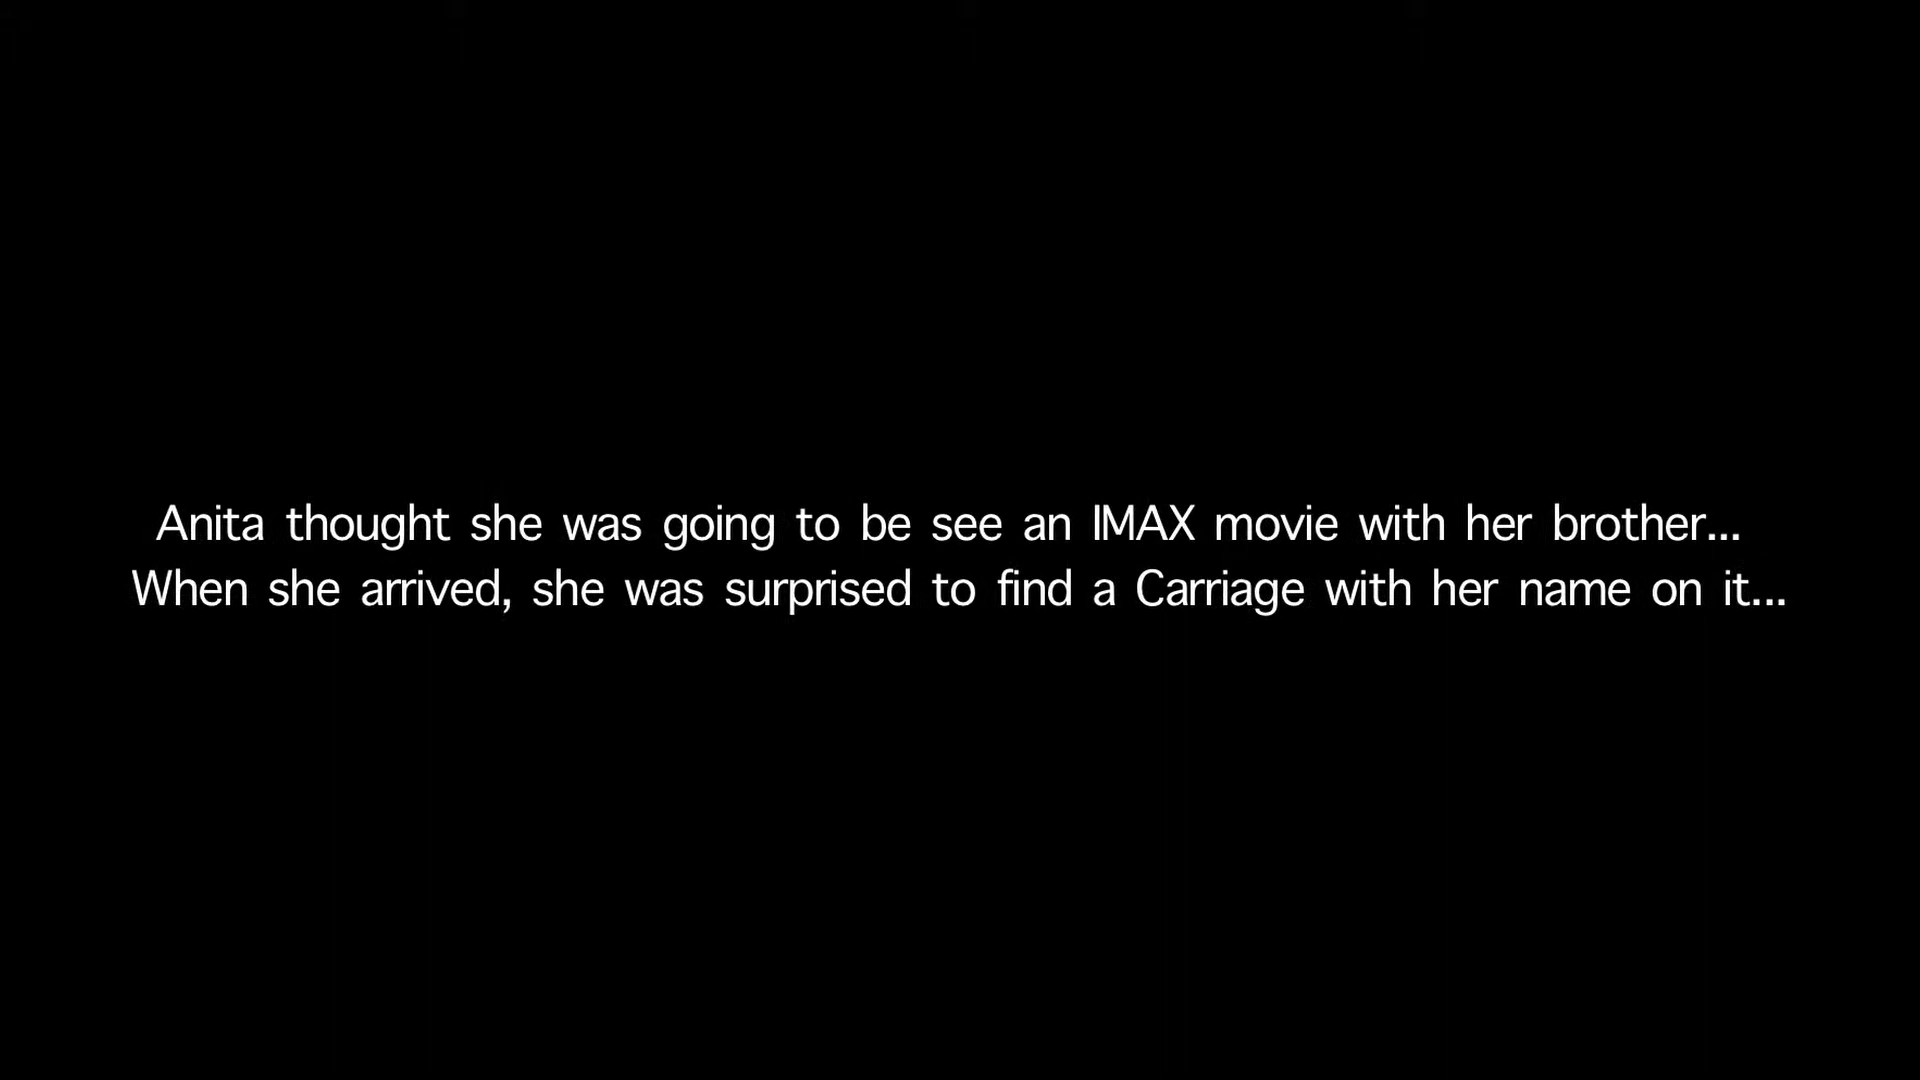 Anita thought she was going to be see an IMAX movie with her brother...
When she arrived, she was surprised to find a Carriage with her name on it...